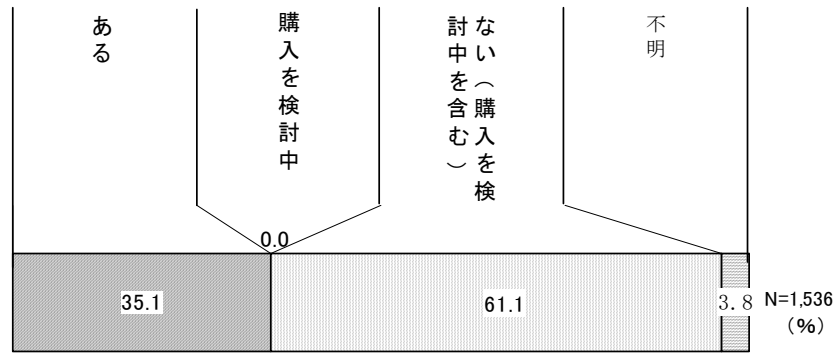 ある
購入を検討中
ない（購入を検
討中を含む）
不明
0.0
35.1
61.1
3.8
N=1,536
（%）